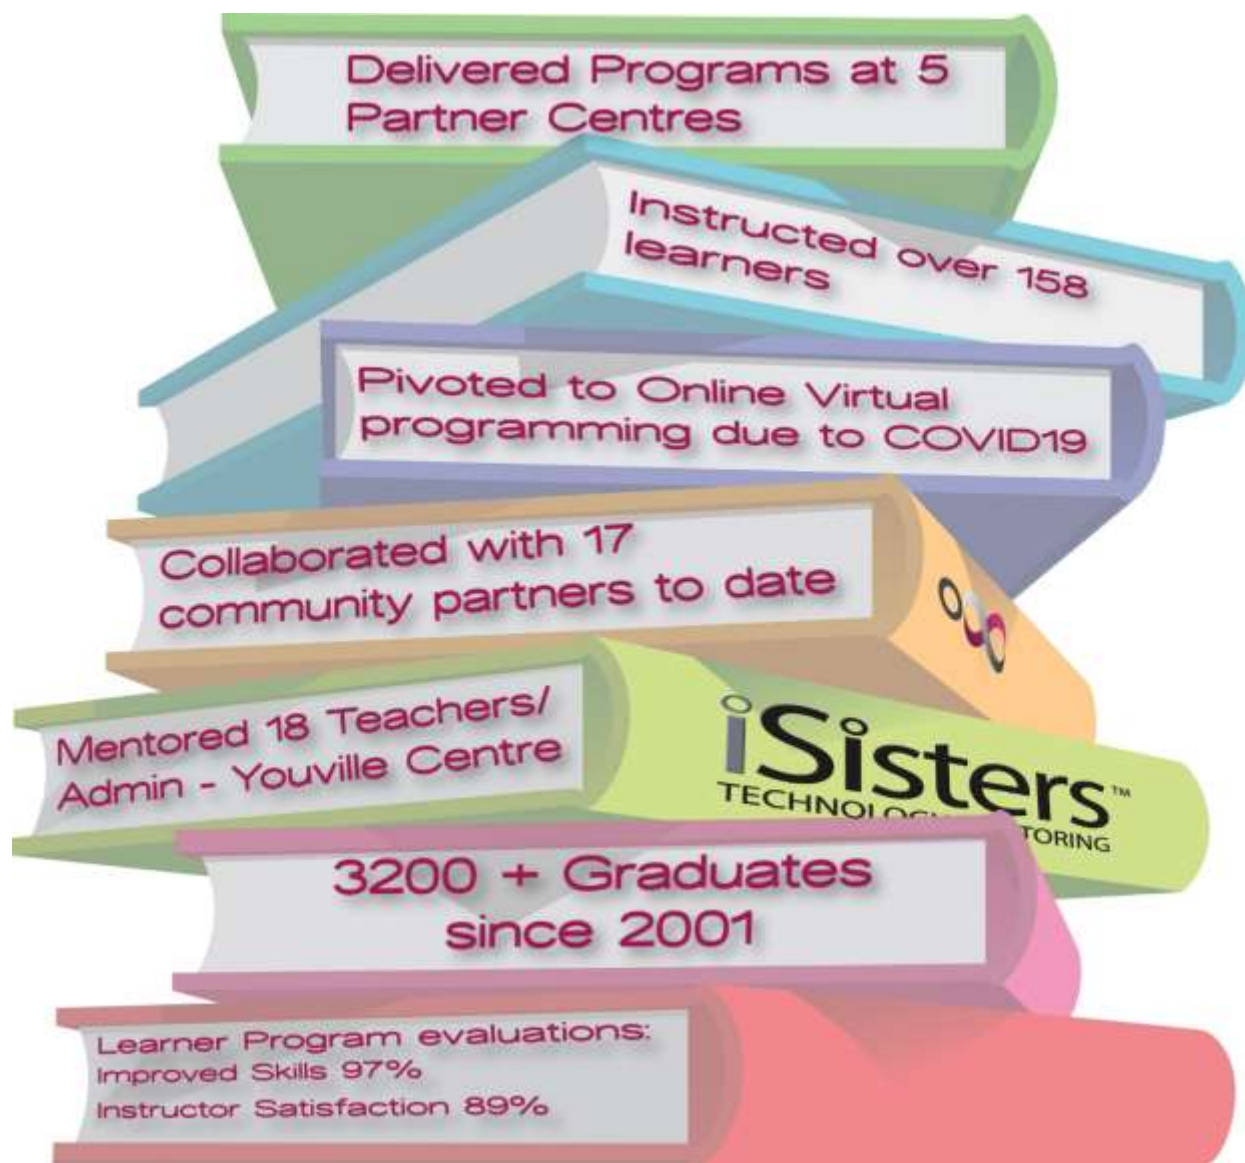 Delivered Programs at 5
Partner Centres
Instructed over 158
learners
Pivoted to Online Virtual
programming due to COVID19
Collaborated with 17
community partners to date
Mentored 18 Teachers/
Admin - Youville Centre
iSisters™
TECHNOLOGY
3200 + Graduates
since 2001
Learner Program evaluations:
Improved Skills 97%
Instructor Satisfaction 89%